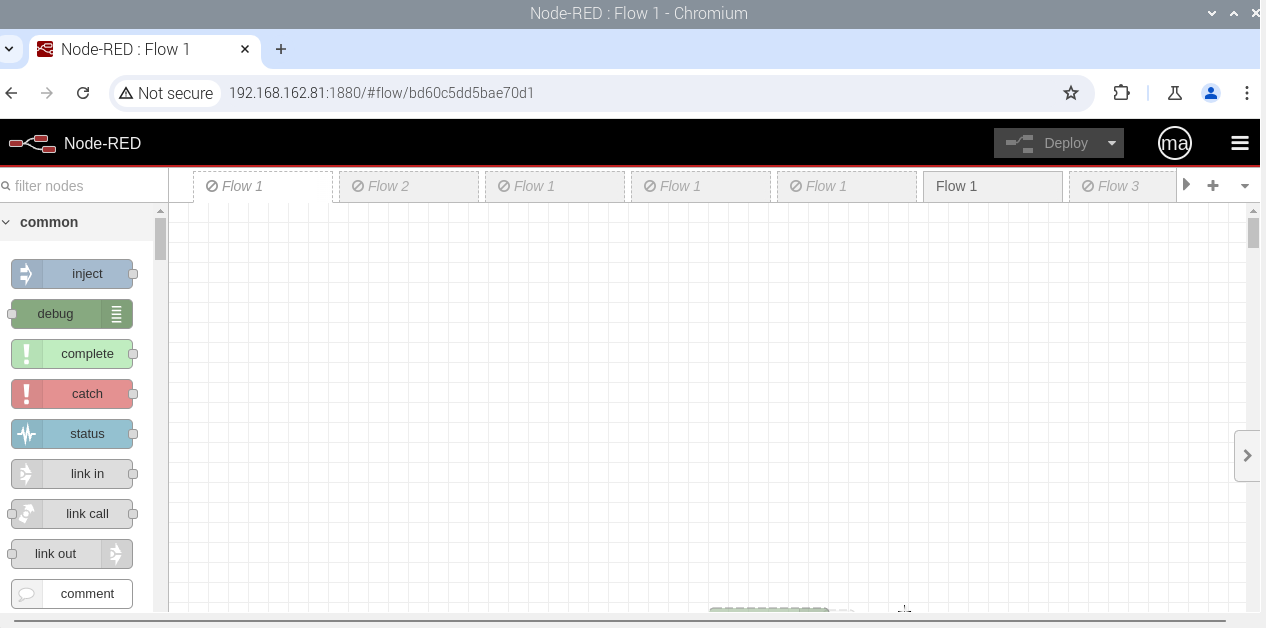 Node-RED : Flow 1 - Chromium
Node-RED : Flow 1
Not secure 192.168.162.81:1880/#flow/bd60c5dd5bae70d1
Node-RED Deploy ma
filter nodes Flow 1 Flow 2 Flow 1 Flow 1 Flow 1 Flow 1 Flow 3
common
inject
debug
complete
catch
status
link in
link call
link out
comment